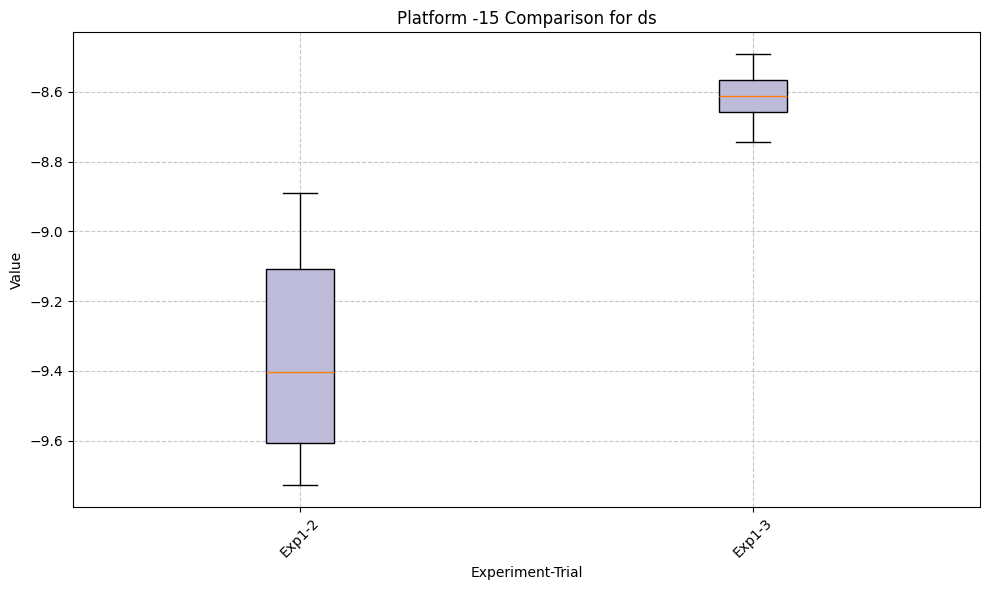 Platform -15 Comparison for ds
−8.6
−8.8
−9.0
−9.2
−9.4
−9.6
Value
Exp1-2
Exp1-3
Experiment-Trial